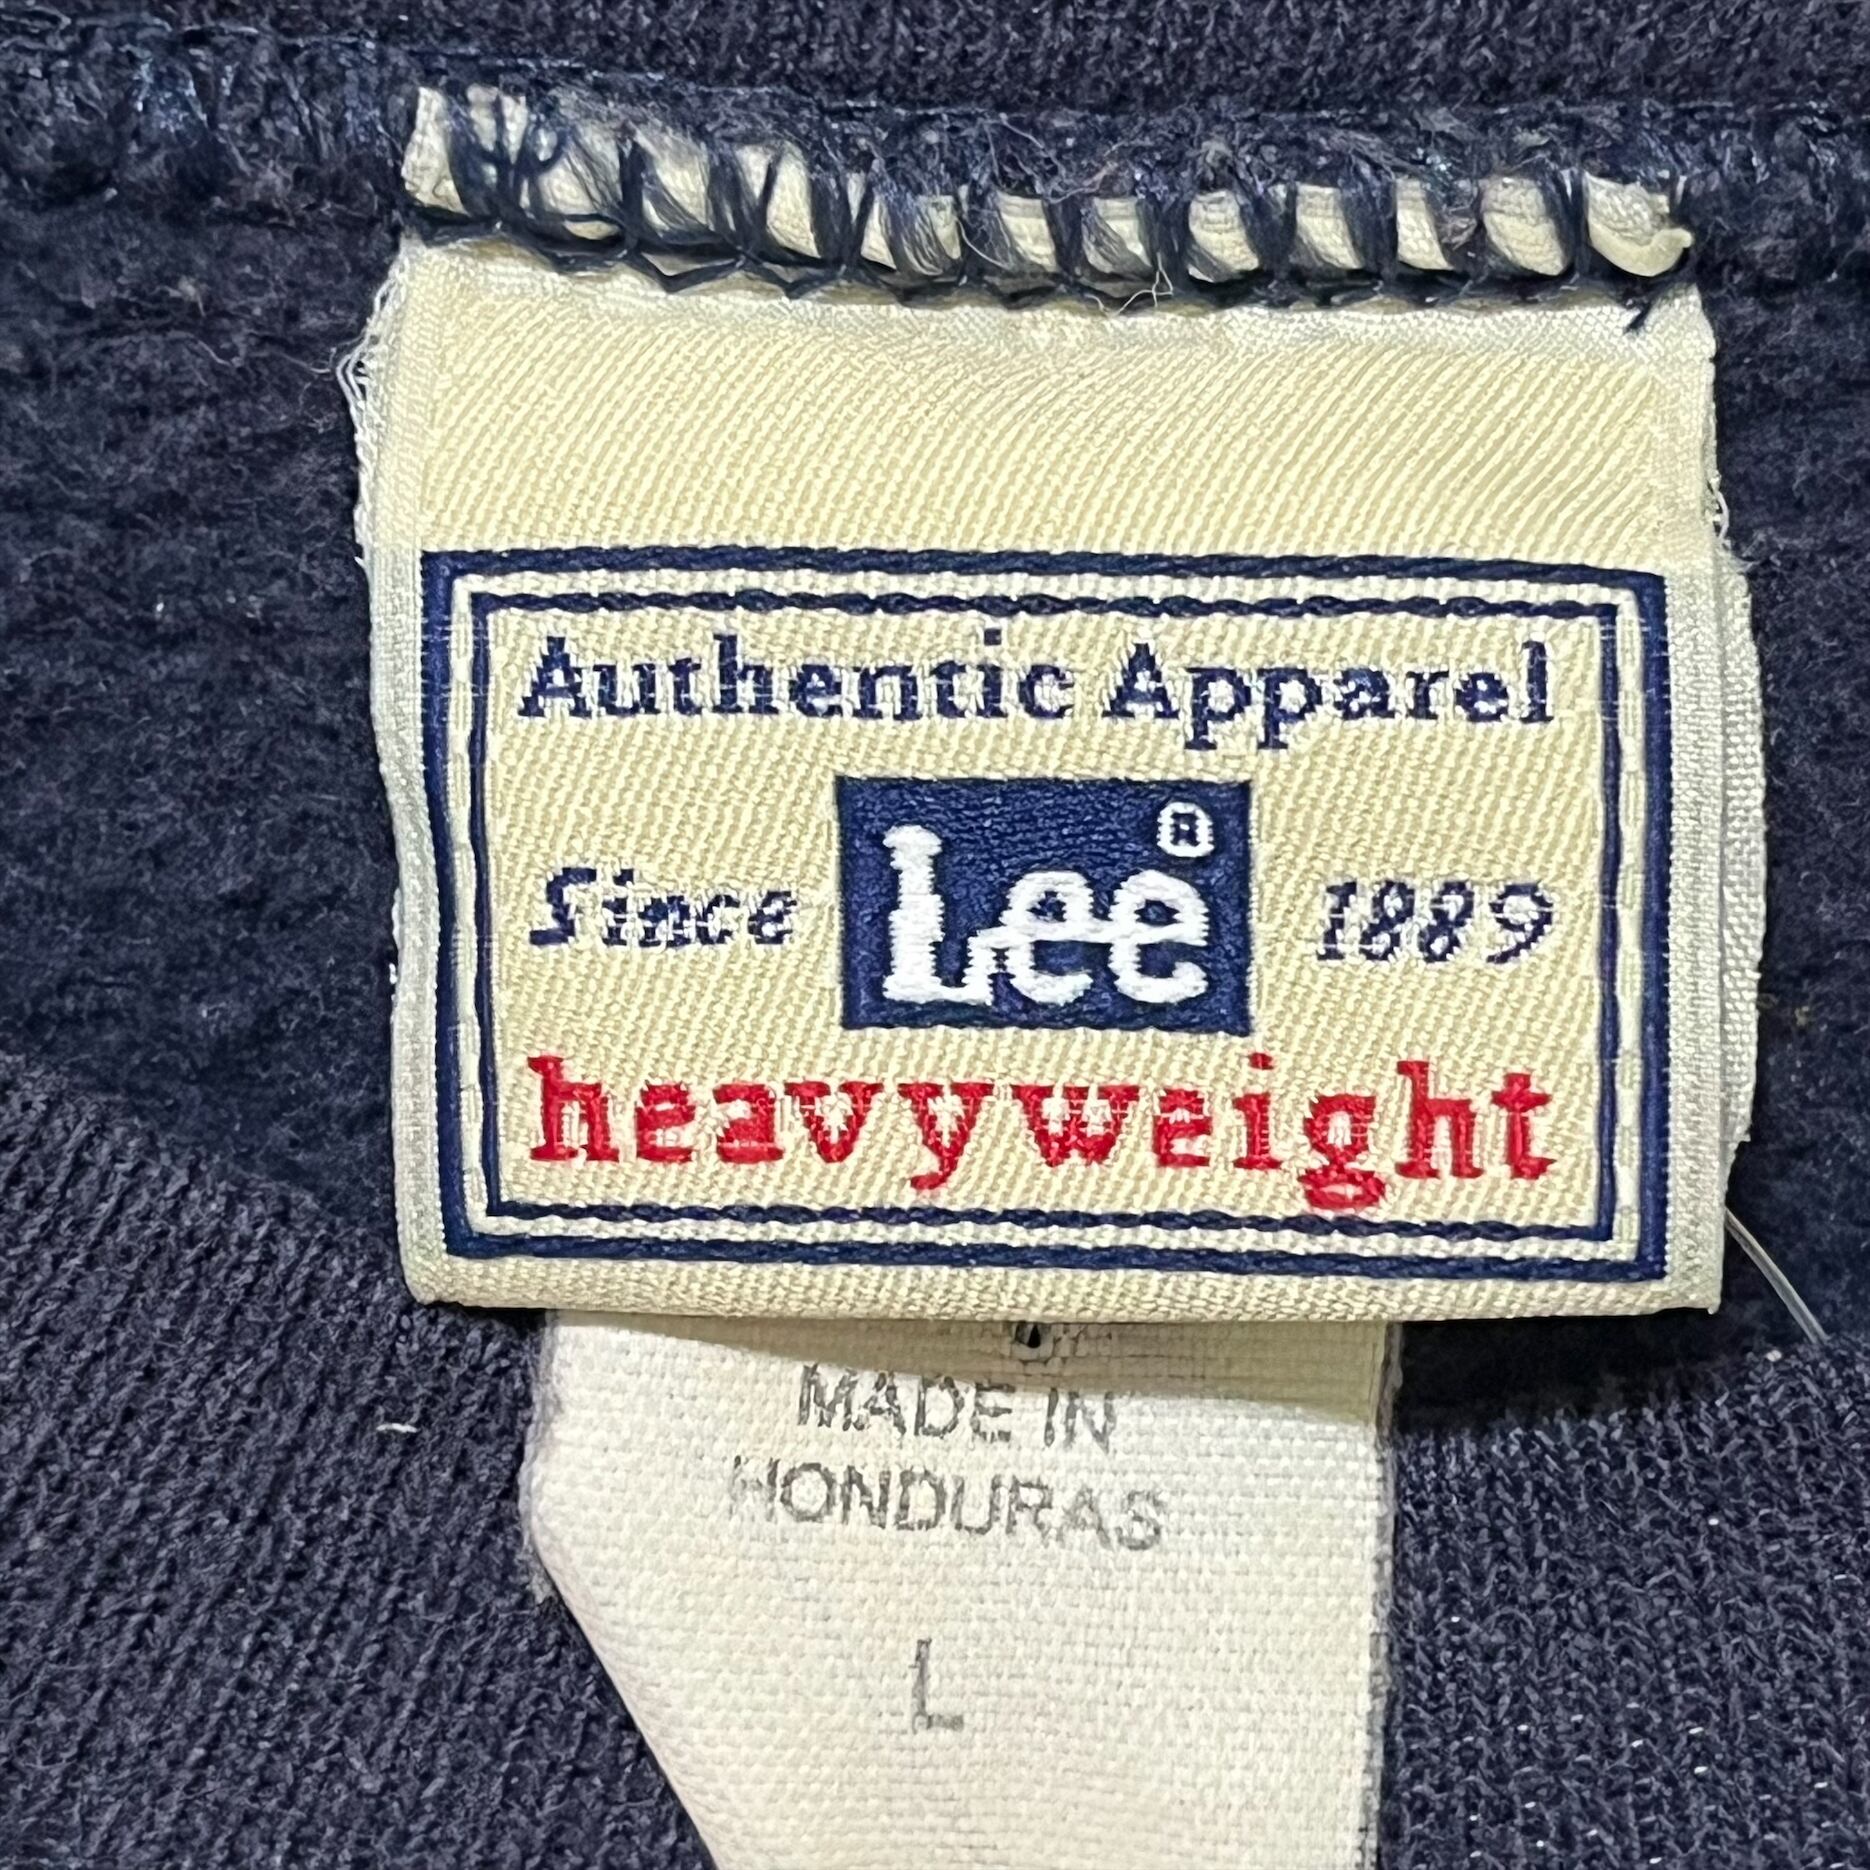 Authentic Apparel
Since Lee® 1889
heavyweight
MADE IN
HONDURAS
L